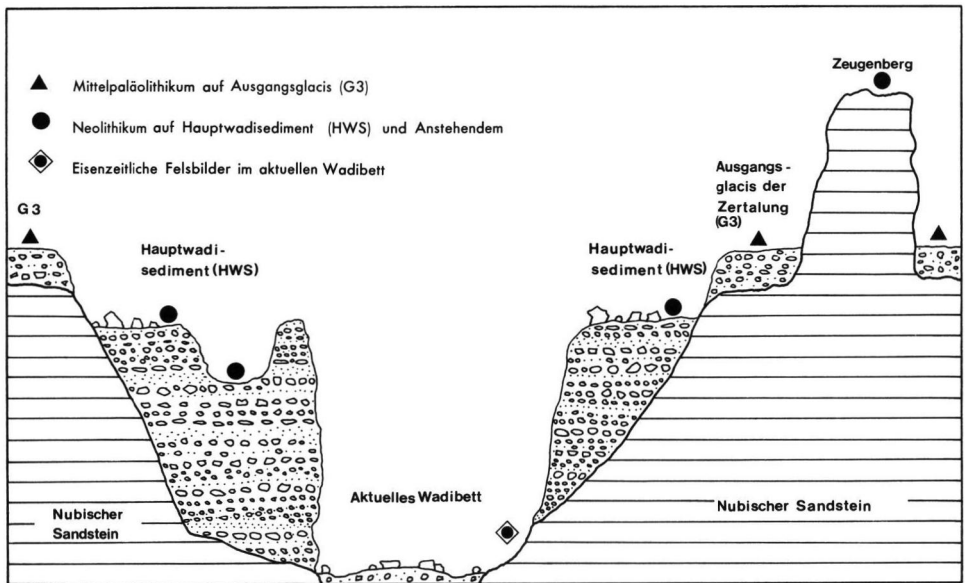 Mittelpaläolithikum auf Ausgangsglacis (G3)
Neolithikum auf Hauptwadisediment (HWS) und Anstehendem
Eisenzeitliche Felsbilder im aktuellen Wadibett
Zeugenberg
G3
Ausgangs-
glacis der
Zertalung
(G3)
Hauptwadi-
sediment (HWS)
Hauptwadi-
sediment (HWS)
Aktuelles Wadibett
Nubischer
Sandstein
Nubischer Sandstein